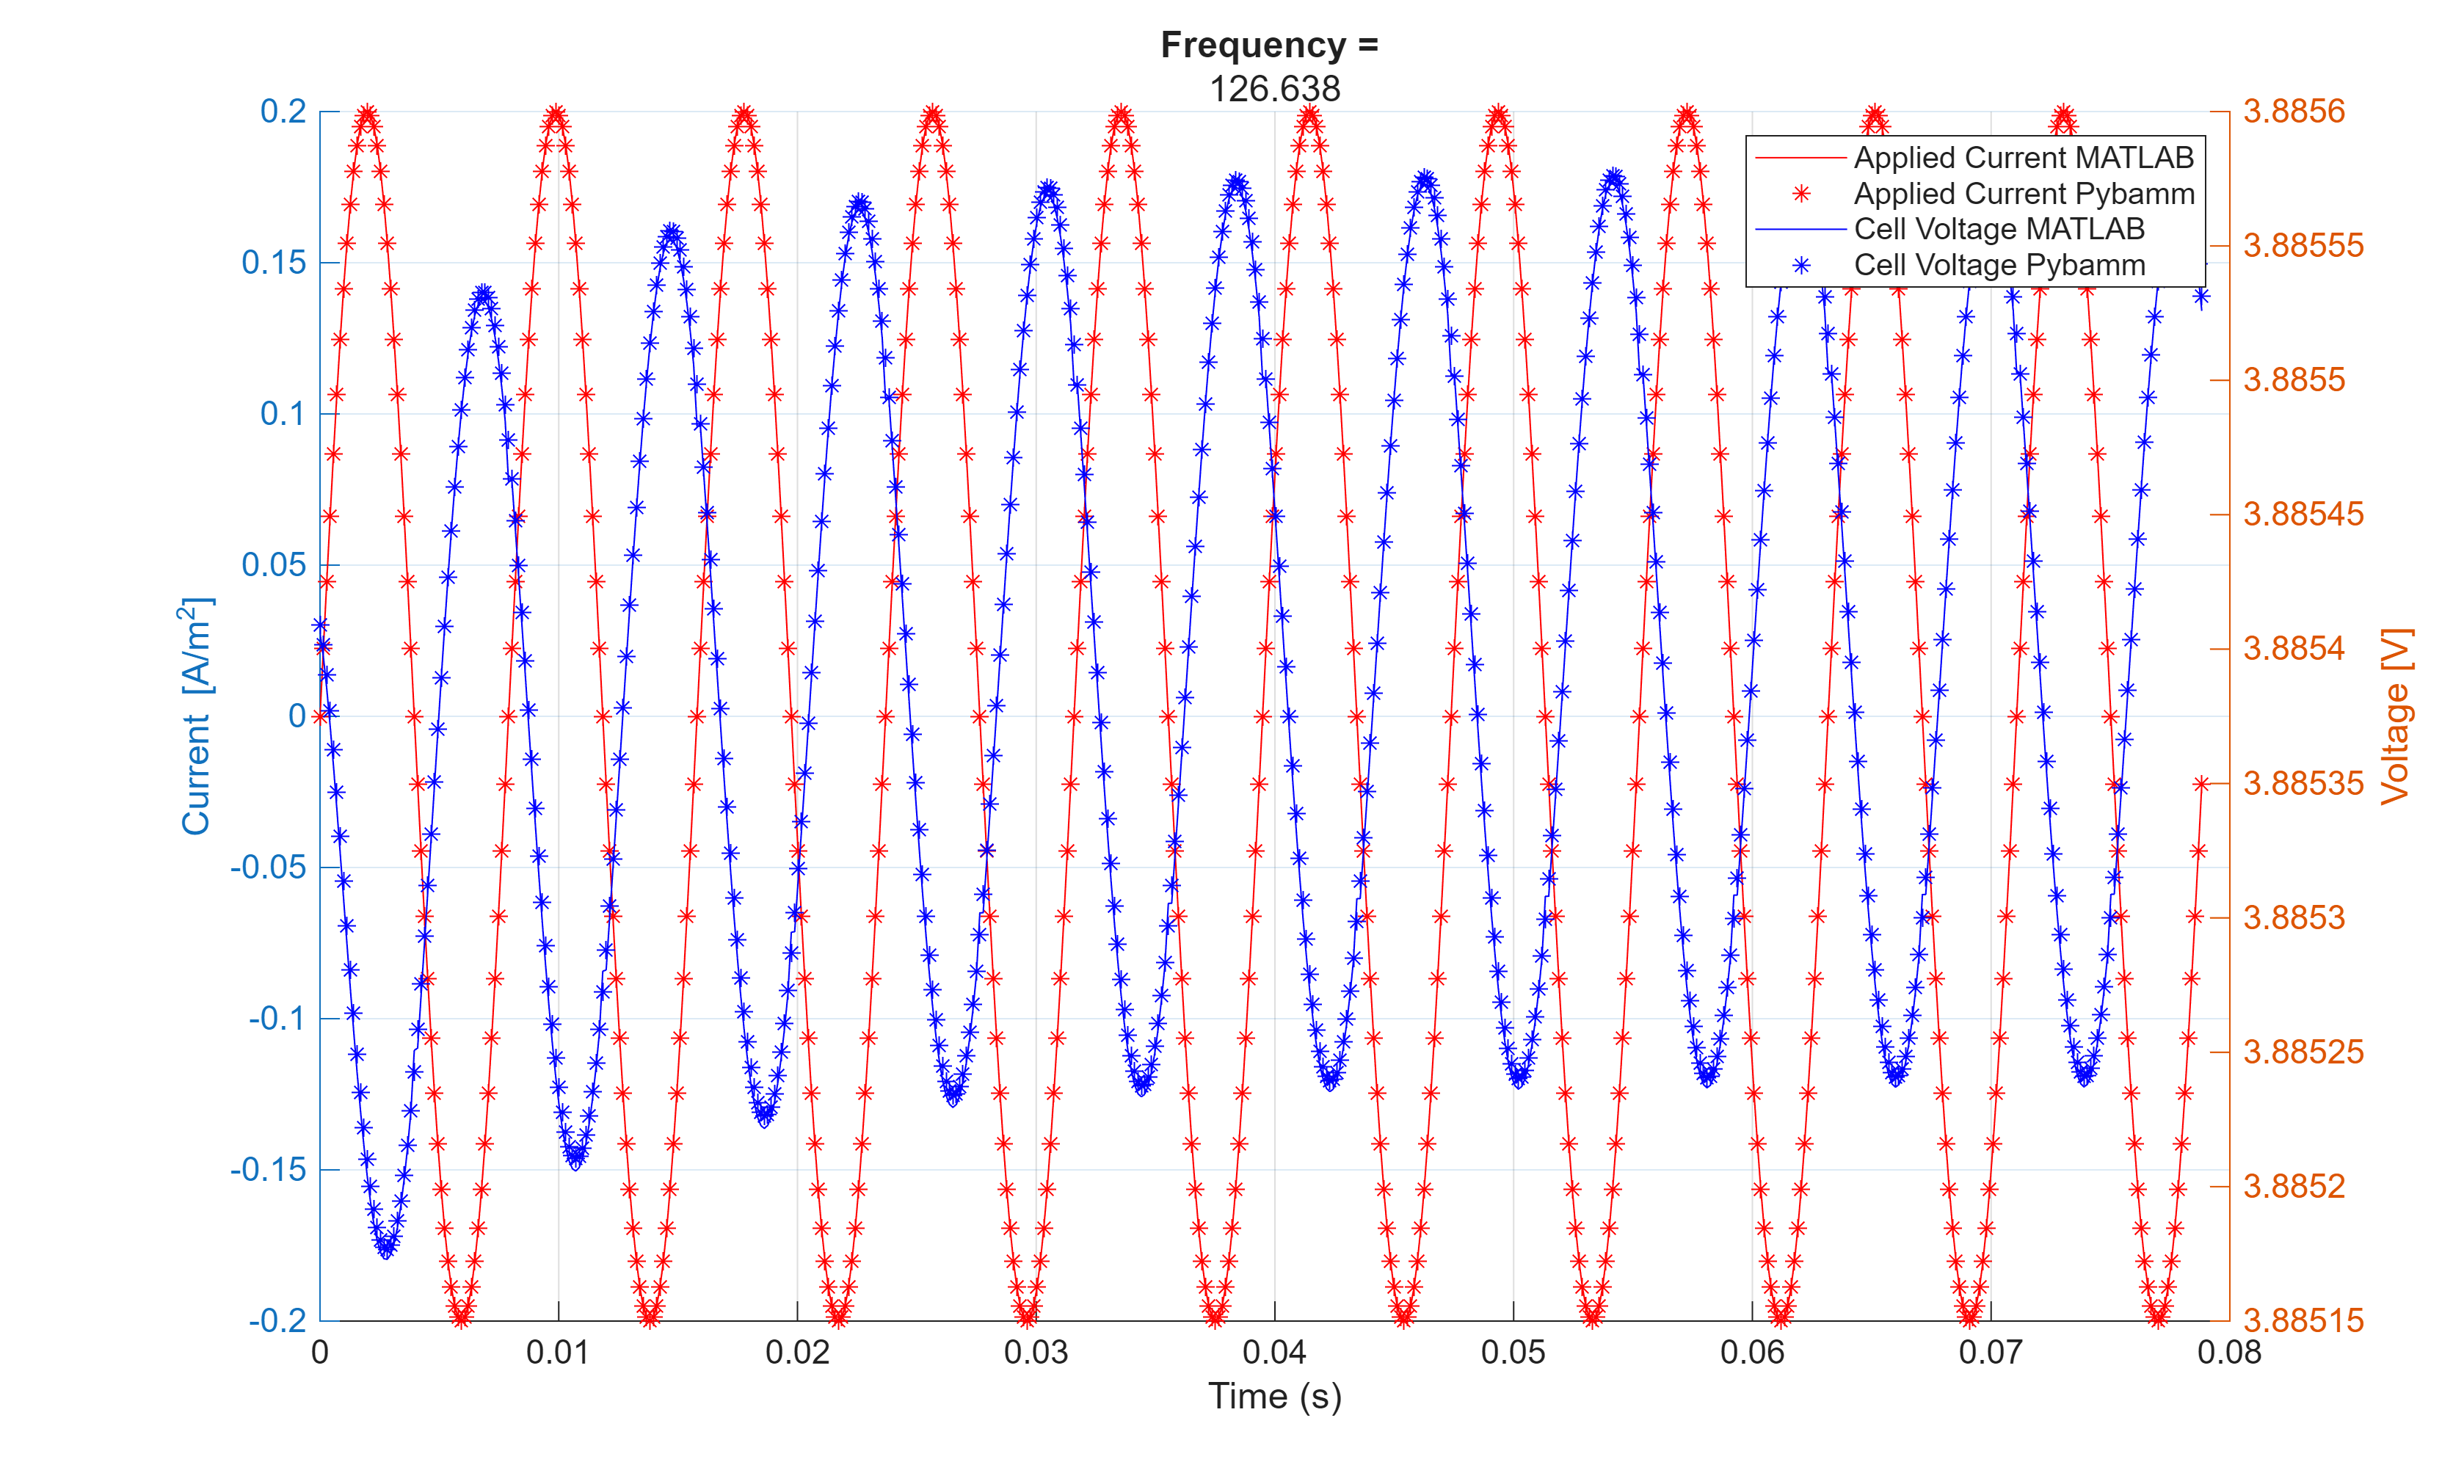 Frequency =
126.638
0.2
0.15
0.1
0.05
0
-0.05
-0.1
-0.15
-0.2
Current [A/m²]
Applied Current MATLAB
Applied Current Pybamm
Cell Voltage MATLAB
Cell Voltage Pybamm
3.8856
3.88555
3.8855
3.88545
3.8854
3.88535
3.8853
3.88525
3.8852
3.88515
Voltage [V]
0 0.01 0.02 0.03 0.04 0.05 0.06 0.07 0.08
Time (s)